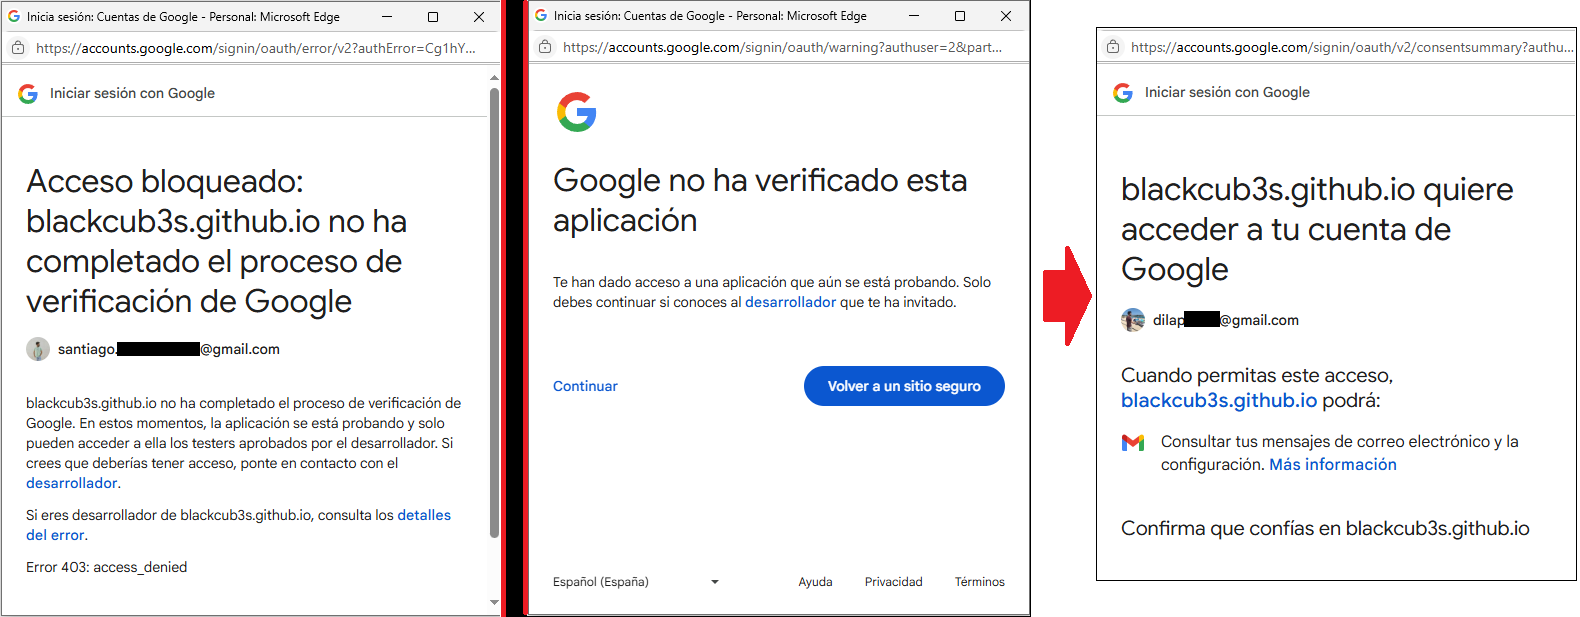 Inicia sesión: Cuentas de Google - Personal: Microsoft Edge
https://accounts.google.com/signin/oauth/error/v2?authError=Cg1hY...
Iniciar sesión con Google
Acceso bloqueado:
blackcub3s.github.io no ha
completado el proceso de
verificación de Google
santiago. @gmail.com
blackcub3s.github.io no ha completado el proceso de verificación de
Google. En estos momentos, la aplicación se está probando y solo
pueden acceder a ella los testers aprobados por el desarrollador. Si
crees que deberías tener acceso, ponte en contacto con el
desarrollador.
Si eres desarrollador de blackcub3s.github.io, consulta los detalles
del error.
Error 403: access_denied
Inicia sesión: Cuentas de Google - Personal: Microsoft Edge
https://accounts.google.com/signin/oauth/warning?authuser=2&part...
Google no ha verificado esta
aplicación
Te han dado acceso a una aplicación que aún se está probando. Solo
debes continuar si conoces al desarrollador que te ha invitado.
Continuar
Volver a un sitio seguro
Español (España)
Ayuda
Privacidad
Términos
https://accounts.google.com/signin/oauth/v2/consentsummary?authu...
Iniciar sesión con Google
blackcub3s.github.io quiere
acceder a tu cuenta de
Google
dilap @gmail.com
Cuando permitas este acceso,
blackcub3s.github.io podrá:
Consultar tus mensajes de correo electrónico y la
configuración. Más información
Confirma que confías en blackcub3s.github.io